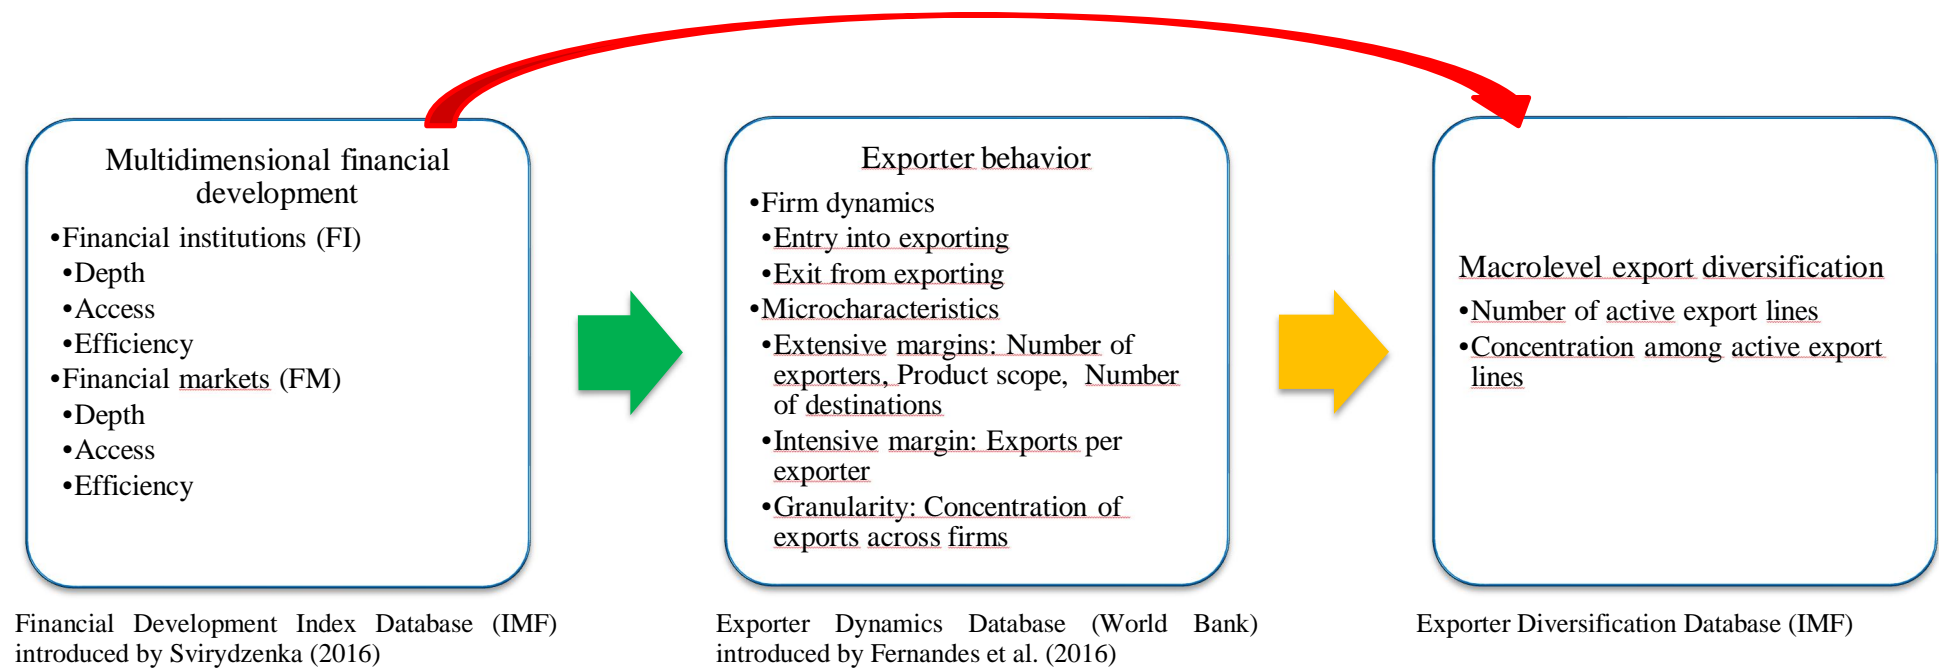 Multidimensional financial
development
•Financial institutions (FI)
•Depth
•Access
•Efficiency
•Financial markets (FM)
•Depth
•Access
•Efficiency
Financial Development Index Database (IMF)
introduced by Svirydzenka (2016)
Exporter behavior
•Firm dynamics
•Entry into exporting
•Exit from exporting
•Microcharacteristics
•Extensive margins: Number of
exporters, Product scope, Number
of destinations
•Intensive margin: Exports per
exporter
•Granularity: Concentration of
exports across firms
Exporter Dynamics Database (World Bank)
introduced by Fernandes et al. (2016)
Macrolevel export diversification
•Number of active export lines
•Concentration among active export
lines
Exporter Diversification Database (IMF)